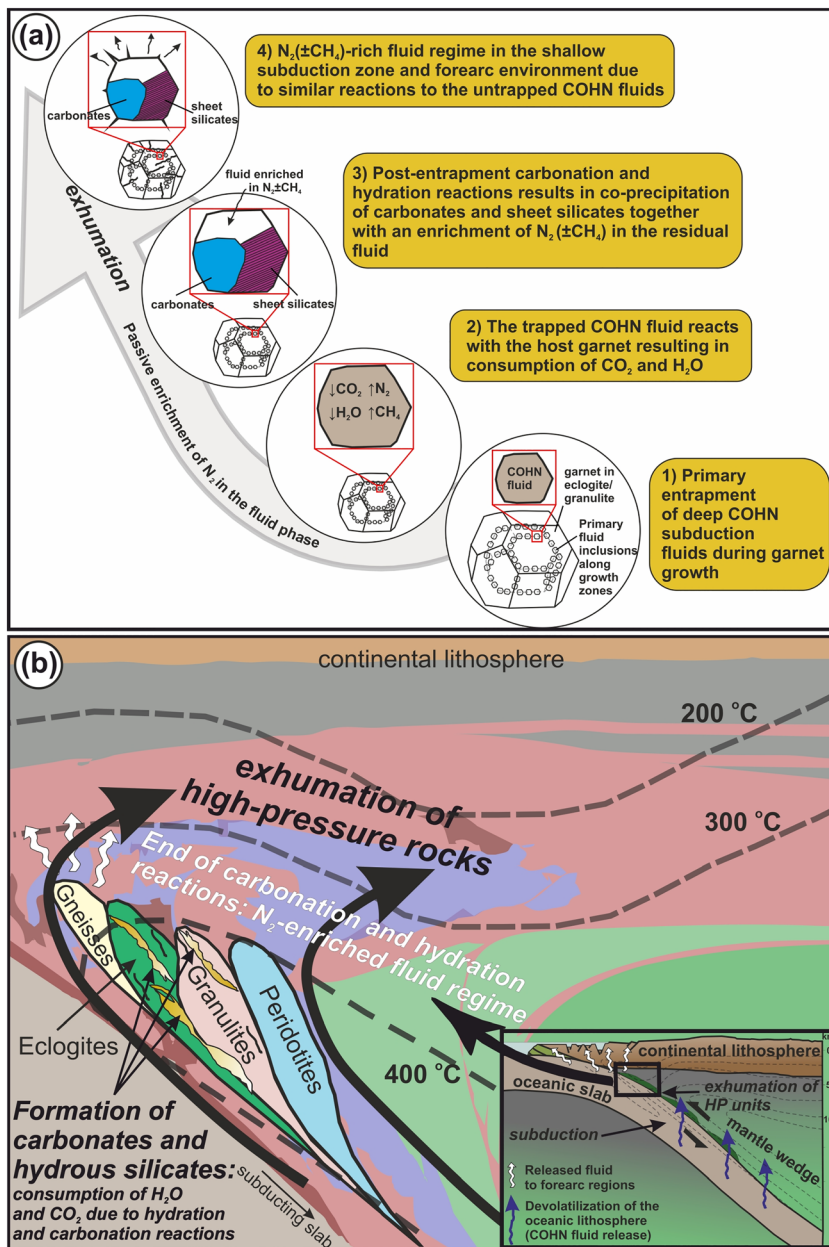 (a)
4) N₂(±CH₄)-rich fluid regime in the shallow
subduction zone and forearc environment due
to similar reactions to the untrapped COHN fluids
carbonates
sheet
silicates
exhumation
fluid enriched
in N₂±CH₄
3) Post-entrapment carbonation and
hydration reactions results in co-precipitation
of carbonates and sheet silicates together
with an enrichment of N₂(±CH₄) in the residual
fluid
carbonates
sheet silicates
2) The trapped COHN fluid reacts
with the host garnet resulting in
consumption of CO₂ and H₂O
↓CO₂ ↑N₂
↓H₂O ↑CH₄
Passive enrichment of N₂ in the fluid phase
COHN
fluid
garnet in
eclogite/
granulite
Primary
fluid
inclusions
along
growth
zones
1) Primary
entrapment
of deep COHN
subduction
fluids during garnet
growth
(b)
continental lithosphere
200 °C
exhumation of
high-pressure rocks
300 °C
End of carbonation and hydration
reactions: N₂-enriched fluid regime
Gneisses
Eclogites
Granulites
Peridotites
400 °C
Formation of
carbonates and
hydrous silicates:
consumption of H₂O
and CO₂ due to hydration
and carbonation reactions
subducting slab
continental lithosphere
oceanic slab
exhumation of
HP units
subduction
mantle wedge
Released fluid
to forearc regions
Devolatilization of the
oceanic lithosphere
(COHN fluid release)